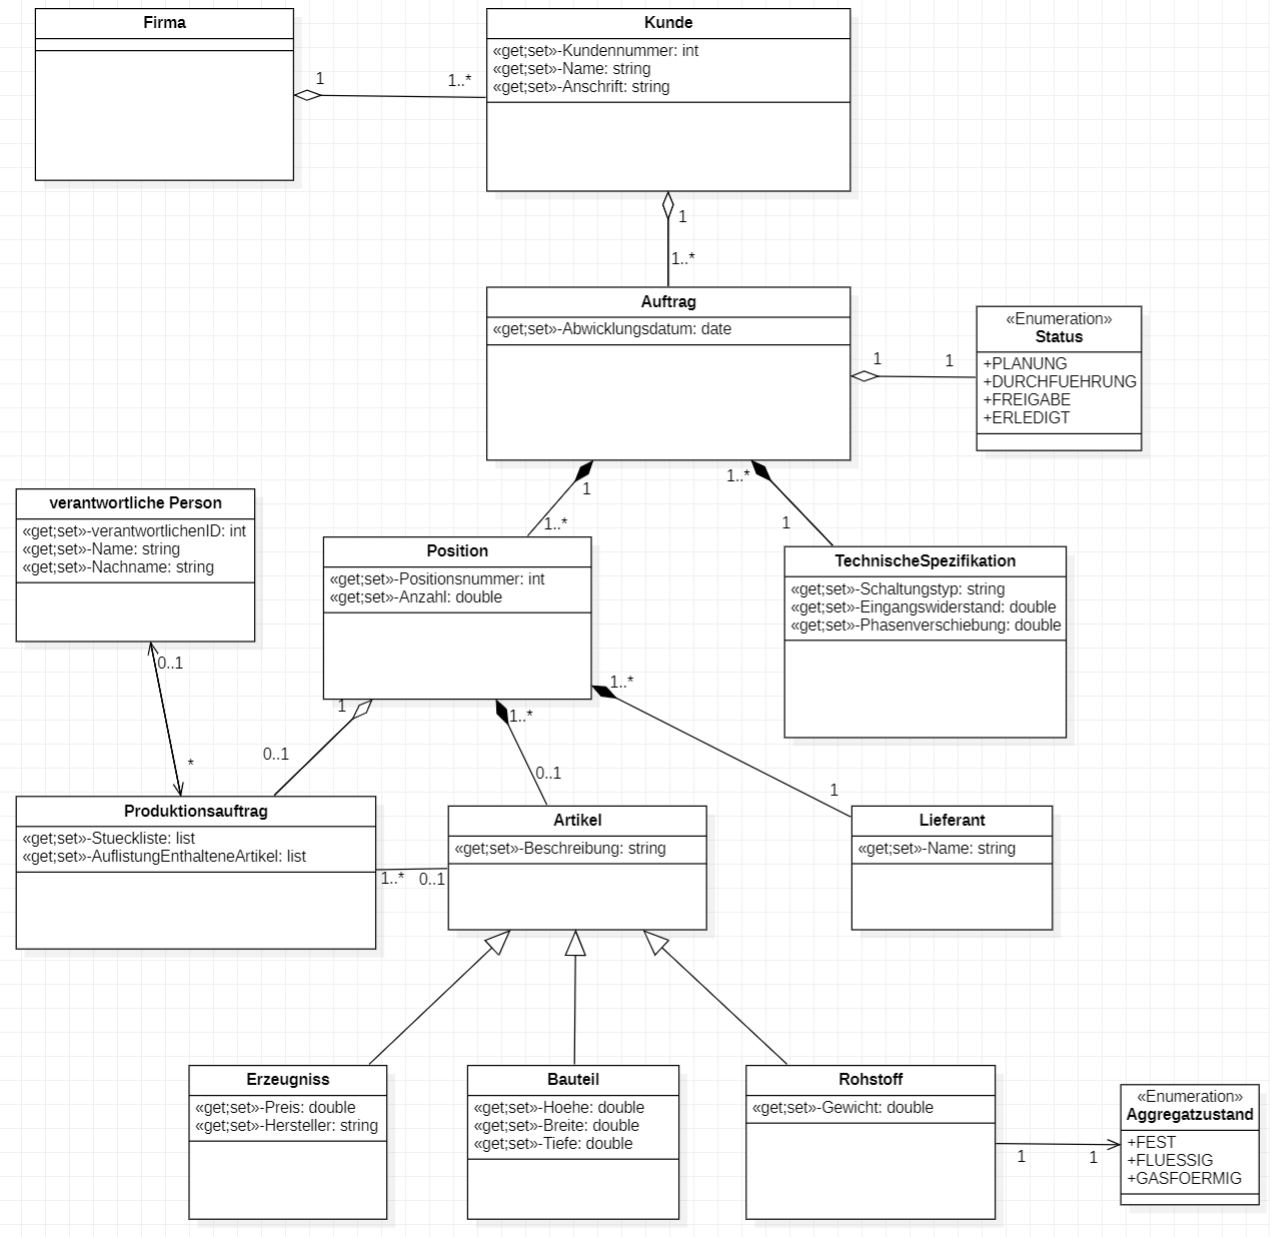 Firma
Kunde
«get;set»-Kundennummer: int
«get;set»-Name: string
«get;set»-Anschrift: string
1
1..*
1
1..*
Auftrag
«get;set»-Abwicklungsdatum: date
1
1
«Enumeration»
Status
+PLANUNG
+DURCHFUEHRUNG
+FREIGABE
+ERLEDIGT
1
1..*
1..*
1
verantwortliche Person
«get;set»-verantwortlichenID: int
«get;set»-Name: string
«get;set»-Nachname: string
Position
«get;set»-Positionsnummer: int
«get;set»-Anzahl: double
TechnischeSpezifikation
«get;set»-Schaltungstyp: string
«get;set»-Eingangswiderstand: double
«get;set»-Phasenverschiebung: double
0..1
*
1
0..1
1..*
0..1
1..*
1
Produktionsauftrag
«get;set»-Stueckliste: list
«get;set»-AuflistungEnthalteneArtikel: list
1..*
0..1
Artikel
«get;set»-Beschreibung: string
Lieferant
«get;set»-Name: string
Erzeugniss
«get;set»-Preis: double
«get;set»-Hersteller: string
Bauteil
«get;set»-Hoehe: double
«get;set»-Breite: double
«get;set»-Tiefe: double
Rohstoff
«get;set»-Gewicht: double
1
1
«Enumeration»
Aggregatzustand
+FEST
+FLUESSIG
+GASFOERMIG